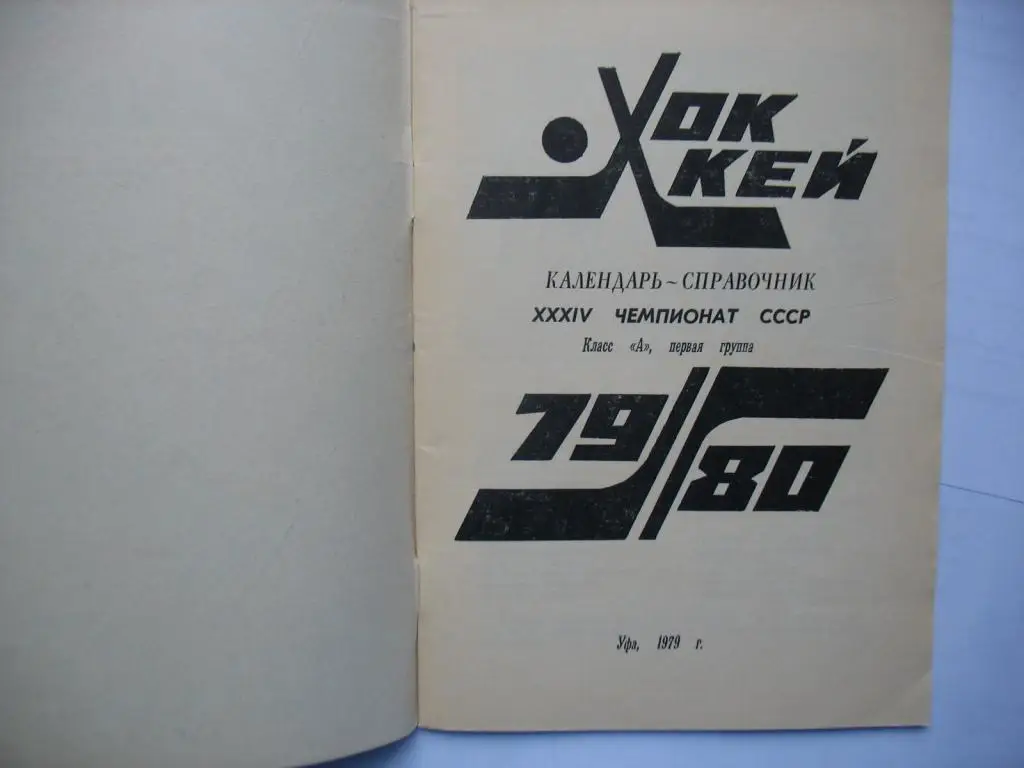 ХОК
КЕЙ
КАЛЕНДАРЬ ~ СПРАВОЧНИК
XXXIV ЧЕМПИОНАТ СССР
Класс «А», первая группа
79
80
Уфа, 1979 г.